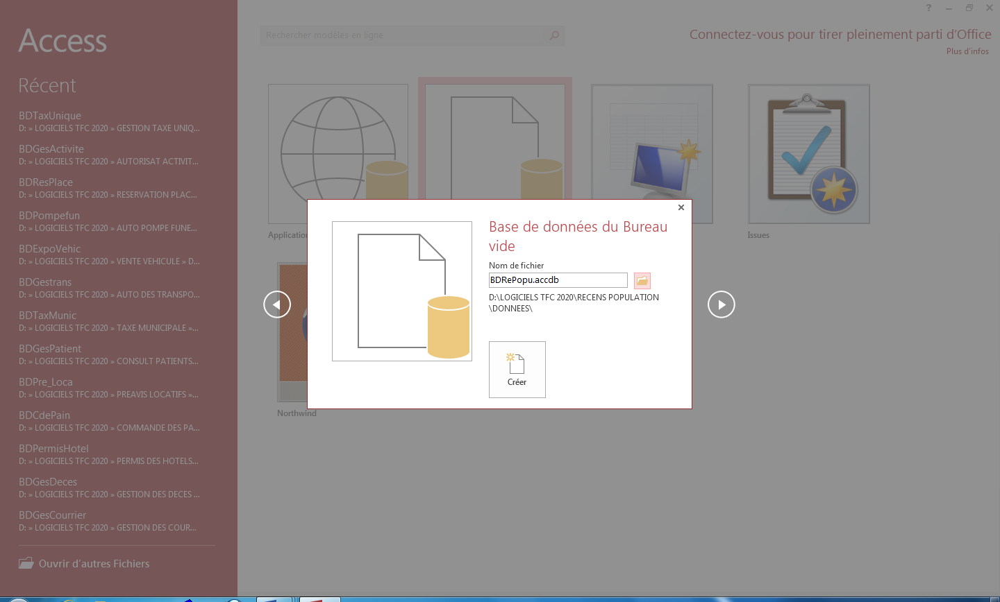 Access
Récent
BDTaxUnique
D: » LOGICIELS TFC 2020 » GESTION TAXE UNIQ...
BDGesActivite
D: » LOGICIELS TFC 2020 » AUTORISAT ACTIVIT...
BDResPlace
D: » LOGICIELS TFC 2020 » RESERVATION PLAC...
BDPompefun
D: » LOGICIELS TFC 2020 » AUTO POMPE FUNE...
BDExpoVehic
D: » LOGICIELS TFC 2020 » VENTE VEHICULE » D...
BDGestrans
D: » LOGICIELS TFC 2020 » AUTO DES TRANSPO...
BDTaxMunic
D: » LOGICIELS TFC 2020 » TAXE MUNICIPALE »...
BDGesPatient
D: » LOGICIELS TFC 2020 » CONSULT PATIENTS...
BDPre_Loca
D: » LOGICIELS TFC 2020 » PREAVIS LOCATIFS »...
BDCdePain
D: » LOGICIELS TFC 2020 » COMMANDE DES PA...
BDPermisHotel
D: » LOGICIELS TFC 2020 » PERMIS DES HOTELS...
BDGesDeces
D: » LOGICIELS TFC 2020 » GESTION DES DECES ...
BDGesCourrier
D: » LOGICIELS TFC 2020 » GESTION DES COUR...
Ouvrir d'autres Fichiers
Rechercher modèles en ligne
?
Connectez-vous pour tirer pleinement parti d'Office
Plus d'infos
Application
Issues
Northwind
Base de données du Bureau
vide
Nom de fichier
BDRePopu.accdb
D:\LOGICIELS TFC 2020\RECENS POPULATION
\DONNEES\
Créer